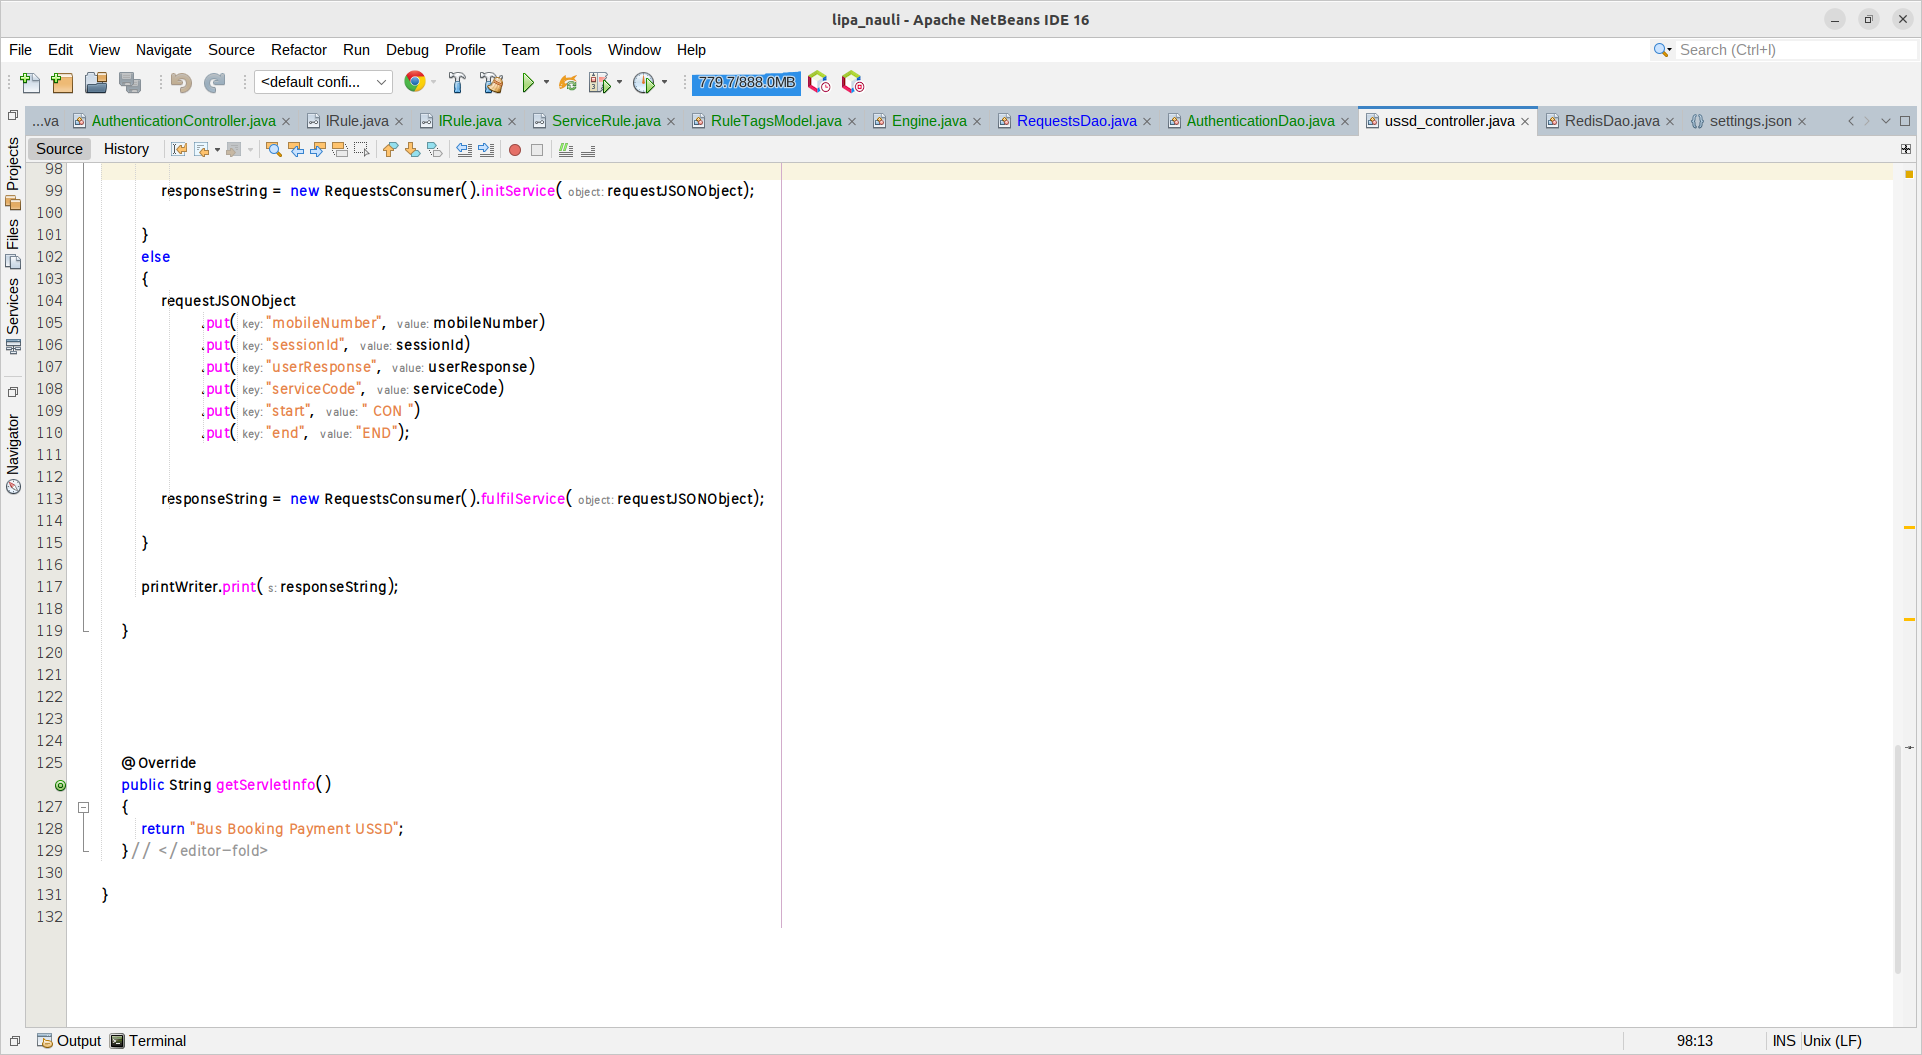 lipa_nauli - Apache NetBeans IDE 16
File Edit View Navigate Source Refactor Run Debug Profile Team Tools Window Help
Search (Ctrl+I)
<default confi...
779.7/888.0MB
...va AuthenticationController.java IRule.java IRule.java ServiceRule.java RuleTagsModel.java Engine.java RequestsDao.java AuthenticationDao.java ussd_controller.java RedisDao.java settings.json
Source History
Projects
Files
Services
Navigator
98
99 responseString = new RequestsConsumer().initService( object: requestJSONObject);
100
101 }
102 else
103 {
104 requestJSONObject
105 .put( key: "mobileNumber", value: mobileNumber)
106 .put( key: "sessionId", value: sessionId)
107 .put( key: "userResponse", value: userResponse)
108 .put( key: "serviceCode", value: serviceCode)
109 .put( key: "start", value: " CON ")
110 .put( key: "end", value: "END");
111
112
113 responseString = new RequestsConsumer().fulfilService( object: requestJSONObject);
114
115 }
116
117 printWriter.print( s: responseString);
118
119 }
120
121
122
123
124
125 @Override
public String getServletInfo()
127 {
128 return "Bus Booking Payment USSD";
129 }// </editor-fold>
130
131 }
132
Output Terminal
98:13 INS Unix (LF)